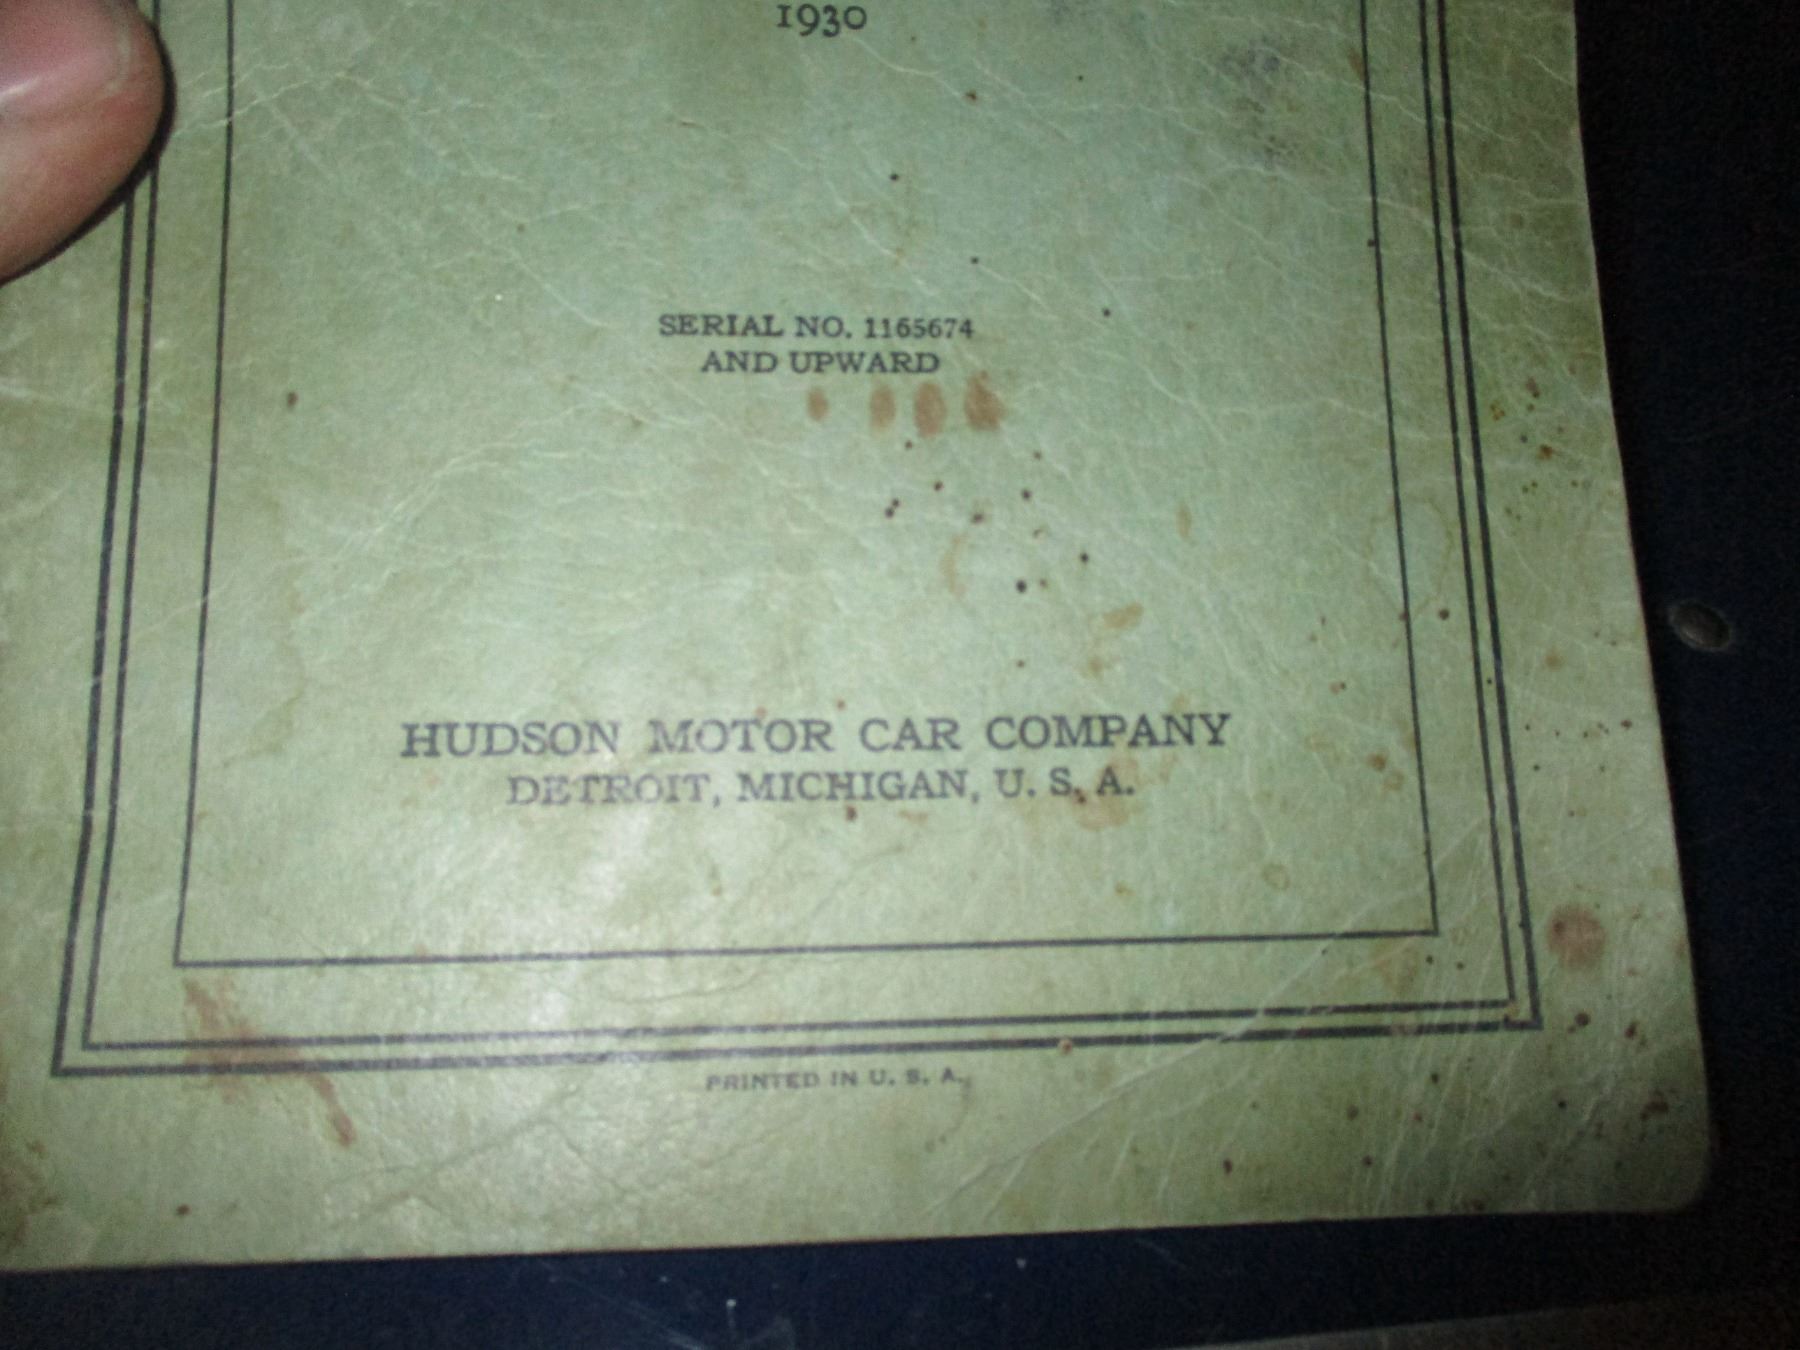 1930
SERIAL NO. 1165674
AND UPWARD
HUDSON MOTOR CAR COMPANY
DETROIT, MICHIGAN, U. S. A.
PRINTED IN U. S. A.